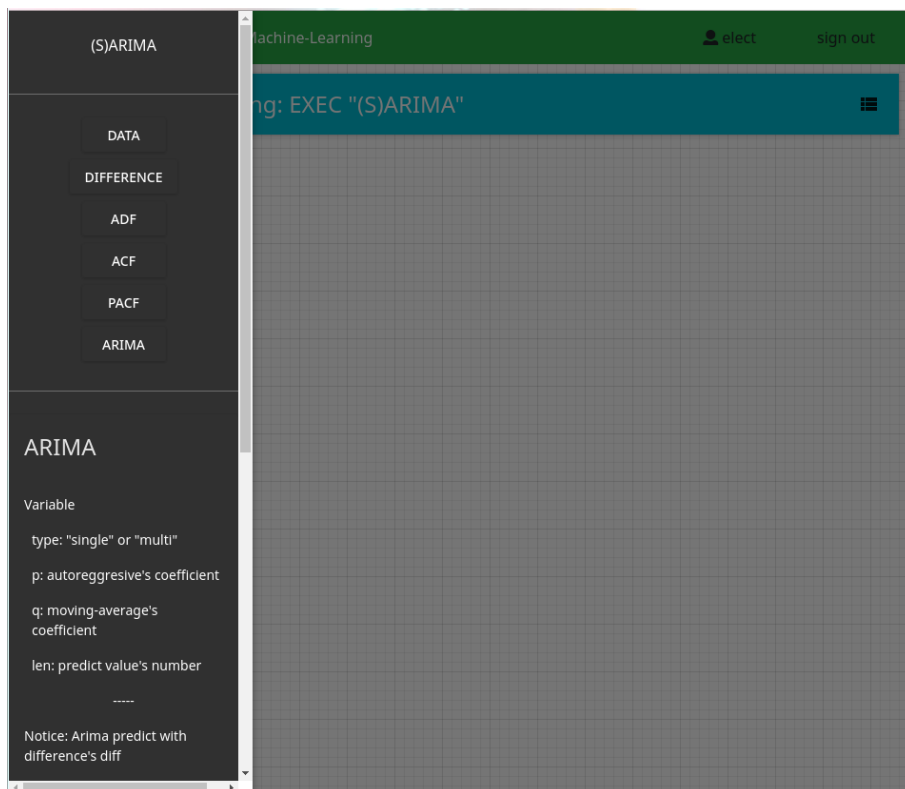 (S)ARIMA
DATA
DIFFERENCE
ADF
ACF
PACF
ARIMA
ARIMA
Variable
type: "single" or "multi"
p: autoreggresive's coefficient
q: moving-average's
coefficient
len: predict value's number
-----
Notice: Arima predict with
difference's diff
Machine-Learning
elect
sign out
ng: EXEC "(S)ARIMA"